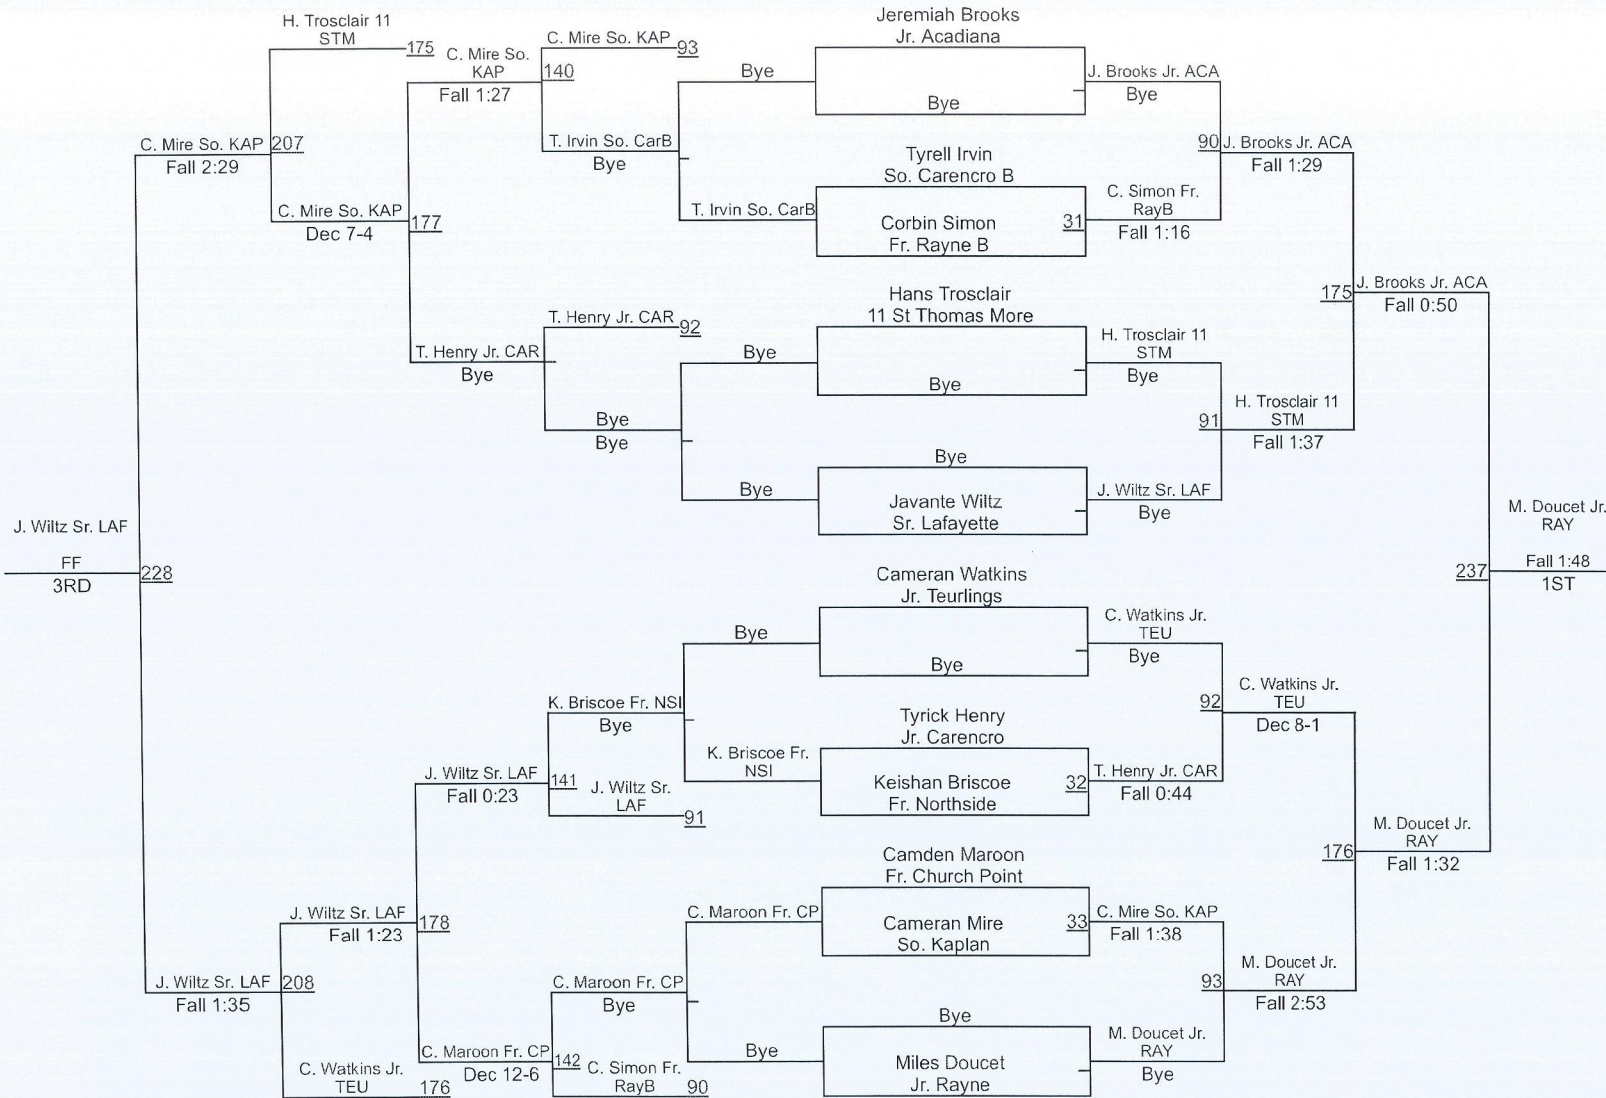 H. Trosclair 11
STM
175
C. Mire So.
KAP
Fall 1:27
C. Mire So. KAP
93
140
T. Irvin So. CarB
Bye
Bye
T. Irvin So. CarB
Jeremiah Brooks
Jr. Acadiana
Bye
J. Brooks Jr. ACA
Bye
Tyrell Irvin
So. Carencro B
Corbin Simon
Fr. Rayne B
31
C. Simon Fr.
RayB
Fall 1:16
90
J. Brooks Jr. ACA
Fall 1:29
C. Mire So. KAP
Fall 2:29
207
C. Mire So. KAP
Dec 7-4
177
T. Henry Jr. CAR
Bye
T. Henry Jr. CAR
92
Bye
Bye
Bye
Bye
Hans Trosclair
11 St Thomas More
Bye
H. Trosclair 11
STM
Bye
Bye
Javante Wiltz
Sr. Lafayette
J. Wiltz Sr. LAF
Bye
91
H. Trosclair 11
STM
Fall 1:37
175
J. Brooks Jr. ACA
Fall 0:50
J. Wiltz Sr. LAF
FF
3RD
228
237
M. Doucet Jr.
RAY
Fall 1:48
1ST
Cameran Watkins
Jr. Teurlings
Bye
Bye
C. Watkins Jr.
TEU
Bye
K. Briscoe Fr. NSI
Bye
K. Briscoe Fr.
NSI
Tyrick Henry
Jr. Carencro
Keishan Briscoe
Fr. Northside
32
T. Henry Jr. CAR
Fall 0:44
92
C. Watkins Jr.
TEU
Dec 8-1
J. Wiltz Sr. LAF
Fall 0:23
141
J. Wiltz Sr.
LAF
91
Camden Maroon
Fr. Church Point
C. Maroon Fr. CP
Cameran Mire
So. Kaplan
33
C. Mire So. KAP
Fall 1:38
176
M. Doucet Jr.
RAY
Fall 1:32
J. Wiltz Sr. LAF
Fall 1:23
178
J. Wiltz Sr. LAF
Fall 1:35
208
C. Maroon Fr. CP
Bye
Bye
Bye
Miles Doucet
Jr. Rayne
M. Doucet Jr.
RAY
Bye
93
M. Doucet Jr.
RAY
Fall 2:53
C. Maroon Fr. CP
Dec 12-6
142
C. Simon Fr.
RayB
90
C. Watkins Jr.
TEU
176